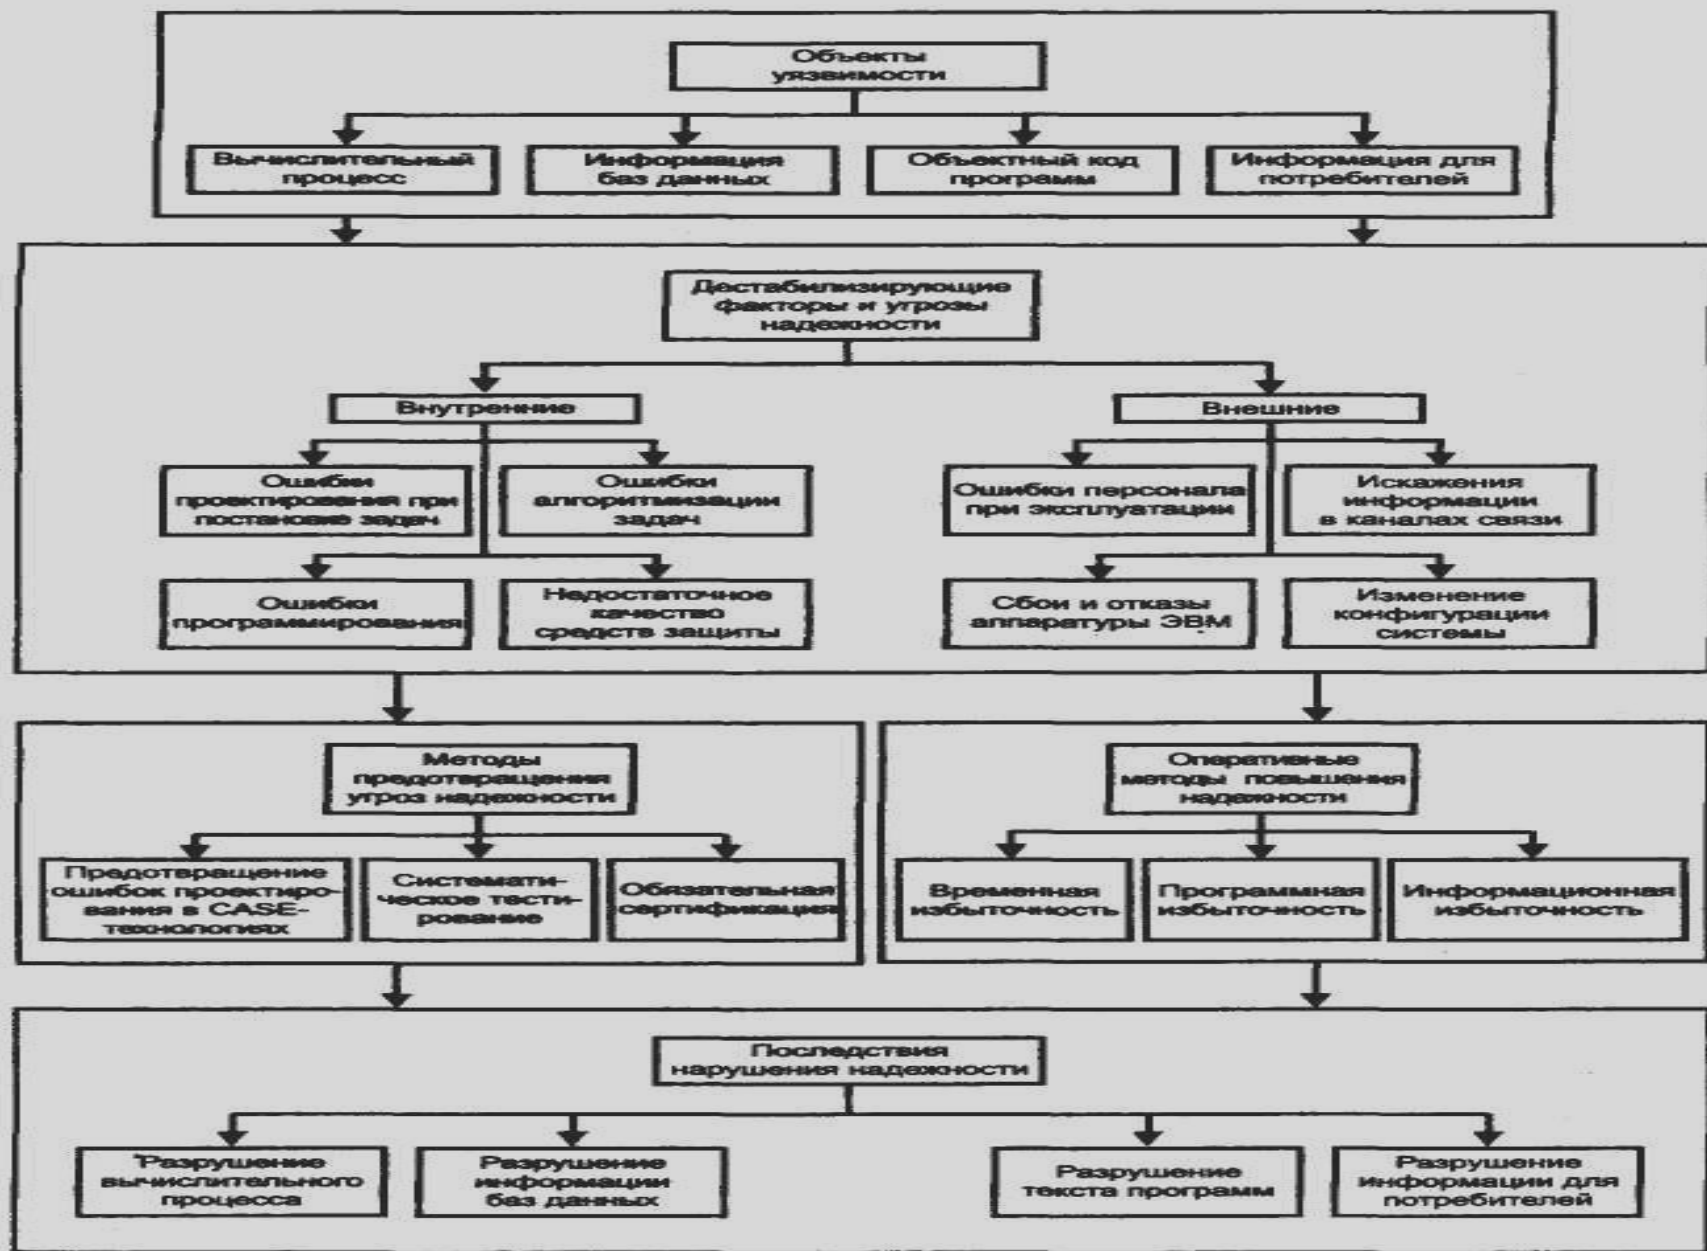 Объекты
уязвимости
Вычислительный
процесс
Информация
баз данных
Объектный код
программ
Информация для
потребителей
Дестабилизирующие
факторы и угрозы
надежности
Внутренние
Внешние
Ошибки
проектирования при
постановке задач
Ошибки
алгоритмизации
задач
Ошибки персонала
при эксплуатации
Искажения
информации
в каналах связи
Ошибки
программирования
Недостаточное
качество
средств защиты
Сбои и отказы
аппаратуры ЭВМ
Изменение
конфигурации
системы
Методы
предотвращения
угроз надежности
Оперативные
методы повышения
надежности
Предотвращение
ошибок проектиро-
вания в CASE-
технологиях
Системати-
ческое тести-
рование
Обязательная
сертификация
Временная
избыточность
Программная
избыточность
Информационная
избыточность
Последствия
нарушения надежности
Разрушение
вычислительного
процесса
Разрушение
информации
баз данных
Разрушение
текста программ
Разрушение
информации для
потребителей